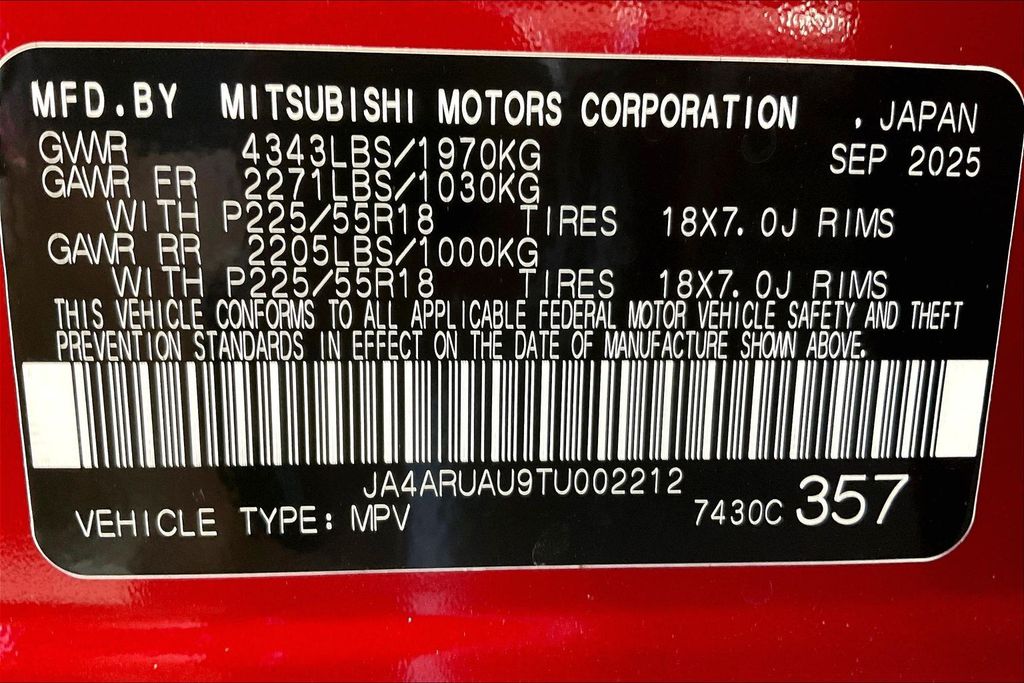 MFD.BY MITSUBISHI MOTORS CORPORATION , JAPAN
SEP 2025
GVWR 4343LBS/1970KG
GAWR FR 2271LBS/1030KG
WITH P225/55R18 TIRES 18X7.0J RIMS
GAWR RR 2205LBS/1000KG
WITH P225/55R18 TIRES 18X7.0J RIMS
THIS VEHICLE CONFORMS TO ALL APPLICABLE FEDERAL MOTOR VEHICLE SAFETY AND THEFT
PREVENTION STANDARDS IN EFFECT ON THE DATE OF MANUFACTURE SHOWN ABOVE.
JA4ARUAU9TU002212
VEHICLE TYPE: MPV 7430C 357